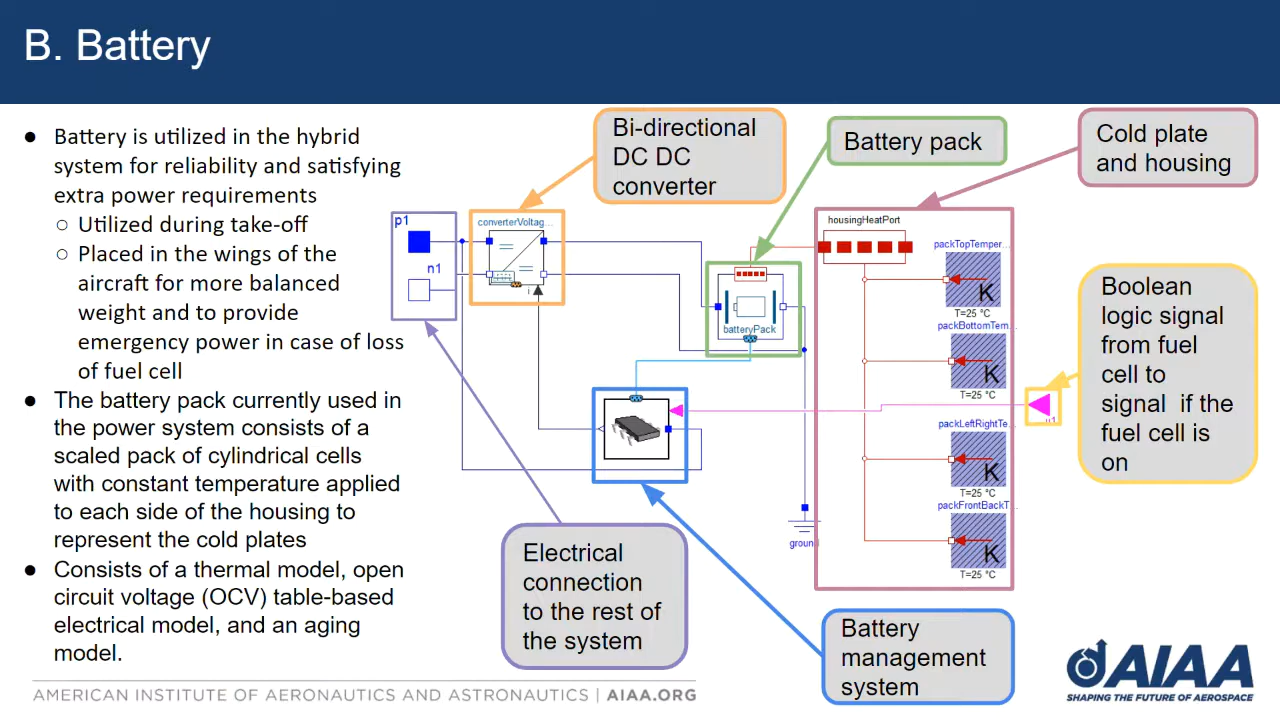 B. Battery
● Battery is utilized in the hybrid
system for reliability and satisfying
extra power requirements
○ Utilized during take-off
○ Placed in the wings of the
aircraft for more balanced
weight and to provide
emergency power in case of loss
of fuel cell
● The battery pack currently used in
the power system consists of a
scaled pack of cylindrical cells
with constant temperature applied
to each side of the housing to
represent the cold plates
● Consists of a thermal model, open
circuit voltage (OCV) table-based
electrical model, and an aging
model.
Bi-directional
DC DC
converter
Battery pack
Cold plate
and housing
p1
n1
converterVoltag...
i
batteryPack
housingHeatPort
packTopTemper...
K
T=25 °C
packBottomTem...
K
T=25 °C
packLeftRightTe...
K
T=25 °C
packFrontBackT...
K
T=25 °C
ground
Boolean
logic signal
from fuel
cell to
signal if the
fuel cell is
on
Electrical
connection
to the rest of
the system
Battery
management
system
AMERICAN INSTITUTE OF AERONAUTICS AND ASTRONAUTICS | AIAA.ORG
AIAA
SHAPING THE FUTURE OF AEROSPACE